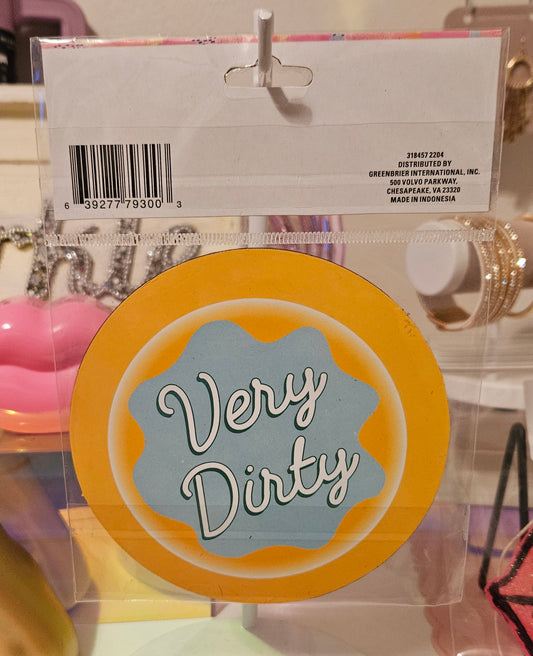 318457 2204
DISTRIBUTED BY
GREENBRIER INTERNATIONAL, INC.
500 VOLVO PARKWAY,
CHESAPEAKE, VA 23320
MADE IN INDONESIA
6 39277 79300 3
Very
Dirty